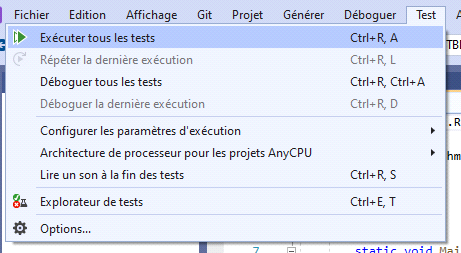 Fichier Edition Affichage Git Projet Générer Déboguer Test
Exécuter tous les tests Ctrl+R, A
Répéter la dernière exécution Ctrl+R, L
Déboguer tous les tests Ctrl+R, Ctrl+A
Déboguer la dernière exécution Ctrl+R, D
Configurer les paramètres d'exécution
Architecture de processeur pour les projets AnyCPU
Lire un son à la fin des tests Ctrl+R, S
Explorateur de tests Ctrl+E, T
Options...
7 static void Mai